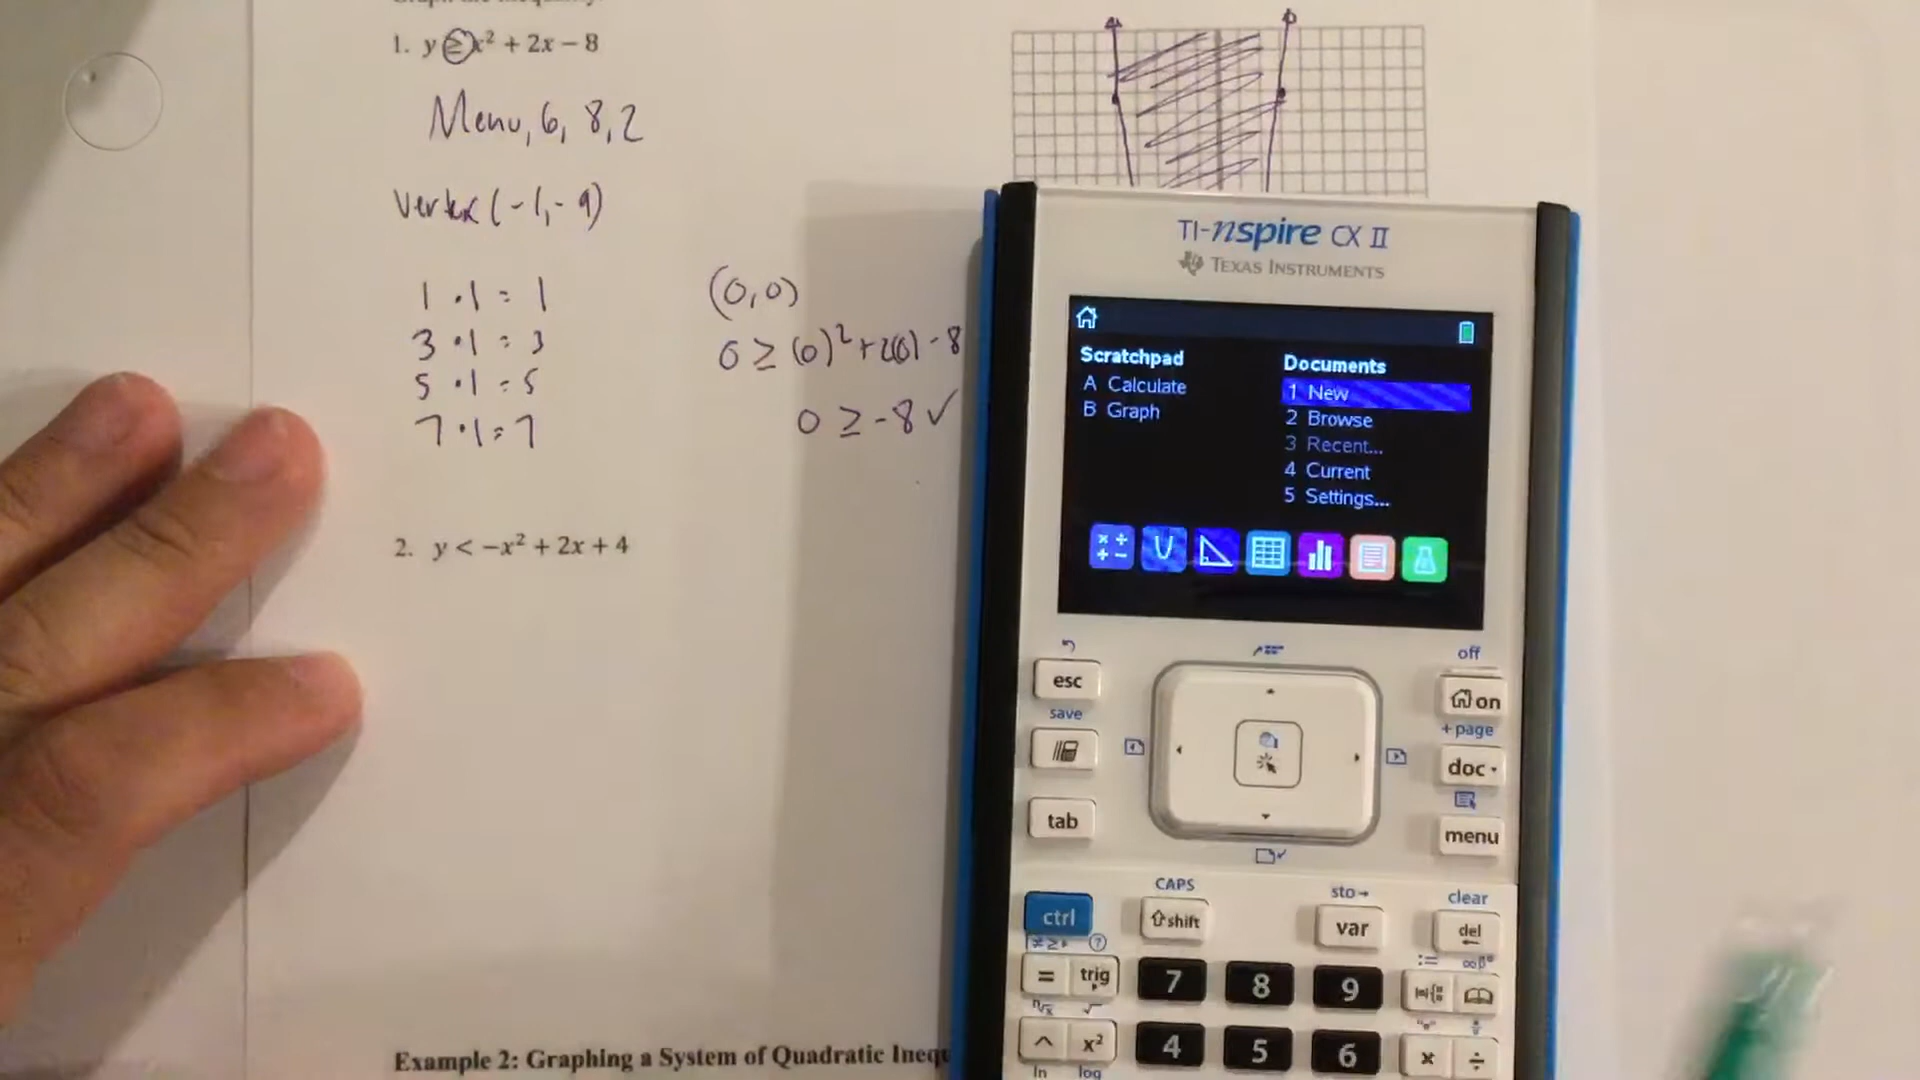 1. y ≥ x² + 2x − 8
Menu, 6, 8, 2
Vertex (-1, -9)
1 · 1 = 1
3 · 1 = 3
5 · 1 = 5
7 · 1 = 7
(0,0)
0 ≥ (0)² + 2(0) - 8
0 ≥ -8 ✓
2. y < −x² + 2x + 4
Example 2: Graphing a System of Quadratic Inequ
TI-nspire CX II
TEXAS INSTRUMENTS
Scratchpad
A Calculate
B Graph
Documents
1 New
2 Browse
3 Recent...
4 Current
5 Settings...
off
esc
on
save
+page
doc
tab
menu
CAPS
sto→
clear
ctrl
shift
var
del
=
trig
7
8
9
^
x²
4
5
6
×
÷
ln
log